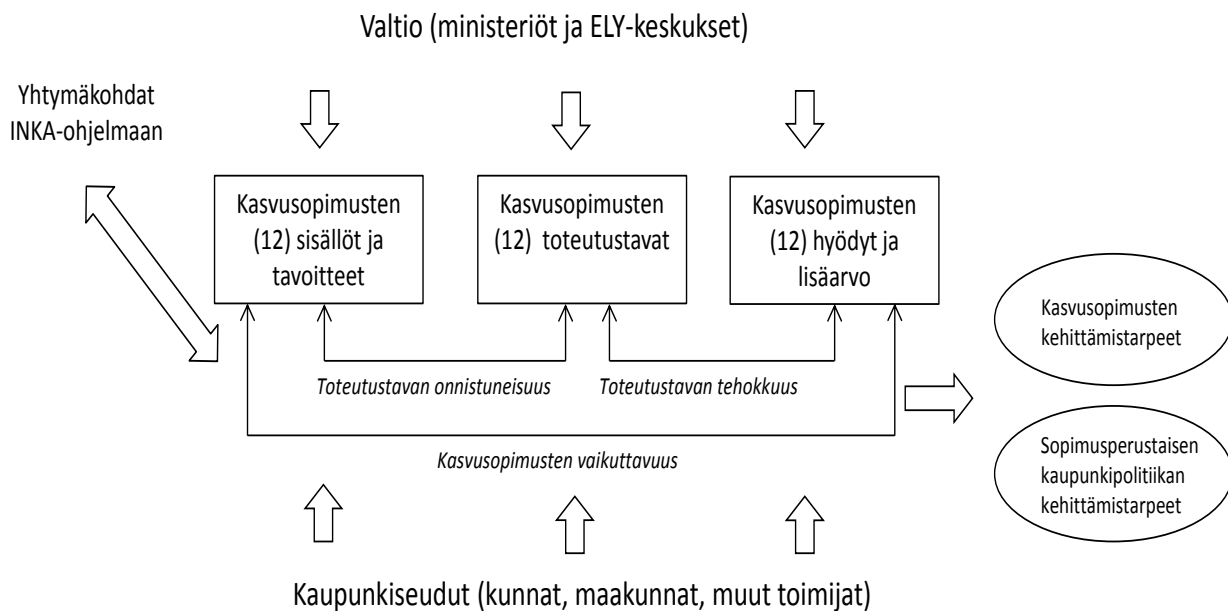 Valtio (ministeriöt ja ELY-keskukset)
Yhtymäkohdat
INKA-ohjelmaan
Kasvusopimusten
(12) sisällöt ja
tavoitteet
Kasvusopimusten
(12) toteutustavat
Kasvusopimusten
(12) hyödyt ja
lisäarvo
Kasvusopimusten
kehittämistarpeet
Toteutustavan onnistuneisuus
Toteutustavan tehokkuus
Kasvusopimusten vaikuttavuus
Sopimusperustaisen
kaupunkipolitiikan
kehittämistarpeet
Kaupunkiseudut (kunnat, maakunnat, muut toimijat)